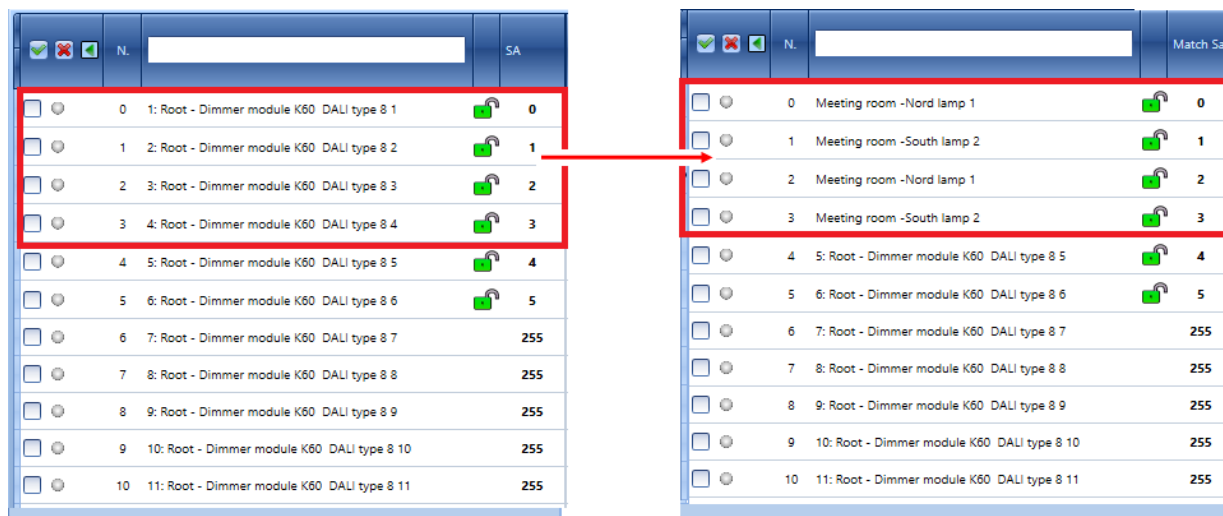 N. SA
0 1: Root - Dimmer module K60 DALI type 8 1 0
1 2: Root - Dimmer module K60 DALI type 8 2 1
2 3: Root - Dimmer module K60 DALI type 8 3 2
3 4: Root - Dimmer module K60 DALI type 8 4 3
4 5: Root - Dimmer module K60 DALI type 8 5 4
5 6: Root - Dimmer module K60 DALI type 8 6 5
6 7: Root - Dimmer module K60 DALI type 8 7 255
7 8: Root - Dimmer module K60 DALI type 8 8 255
8 9: Root - Dimmer module K60 DALI type 8 9 255
9 10: Root - Dimmer module K60 DALI type 8 10 255
10 11: Root - Dimmer module K60 DALI type 8 11 255
N. Match Sa
0 Meeting room -Nord lamp 1 0
1 Meeting room -South lamp 2 1
2 Meeting room -Nord lamp 1 2
3 Meeting room -South lamp 2 3
4 5: Root - Dimmer module K60 DALI type 8 5 4
5 6: Root - Dimmer module K60 DALI type 8 6 5
6 7: Root - Dimmer module K60 DALI type 8 7 255
7 8: Root - Dimmer module K60 DALI type 8 8 255
8 9: Root - Dimmer module K60 DALI type 8 9 255
9 10: Root - Dimmer module K60 DALI type 8 10 255
10 11: Root - Dimmer module K60 DALI type 8 11 255